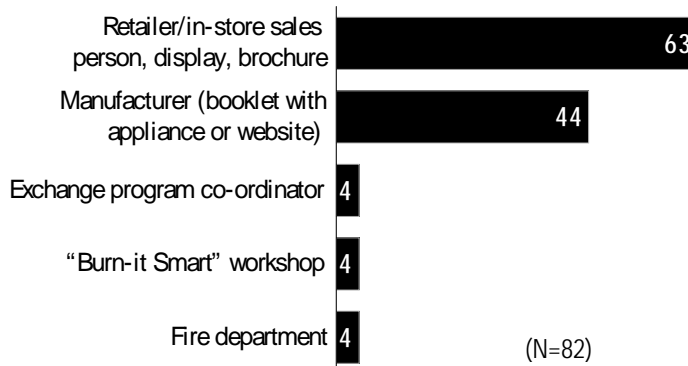 Retailer/in-store sales
person, display, brochure
63
Manufacturer (booklet with
appliance or website)
44
Exchange program co-ordinator
4
“Burn-it Smart” workshop
4
Fire department
4
(N=82)